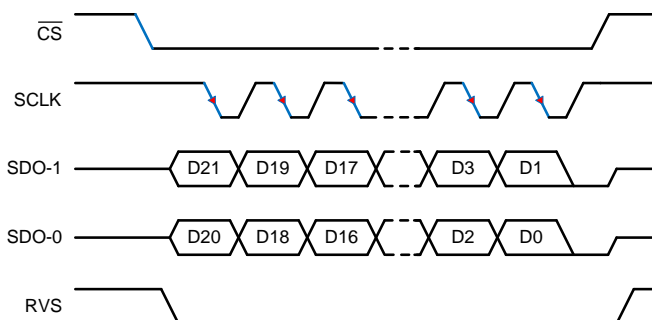 CS
SCLK
SDO-1 D21 D19 D17 D3 D1
SDO-0 D20 D18 D16 D2 D0
RVS